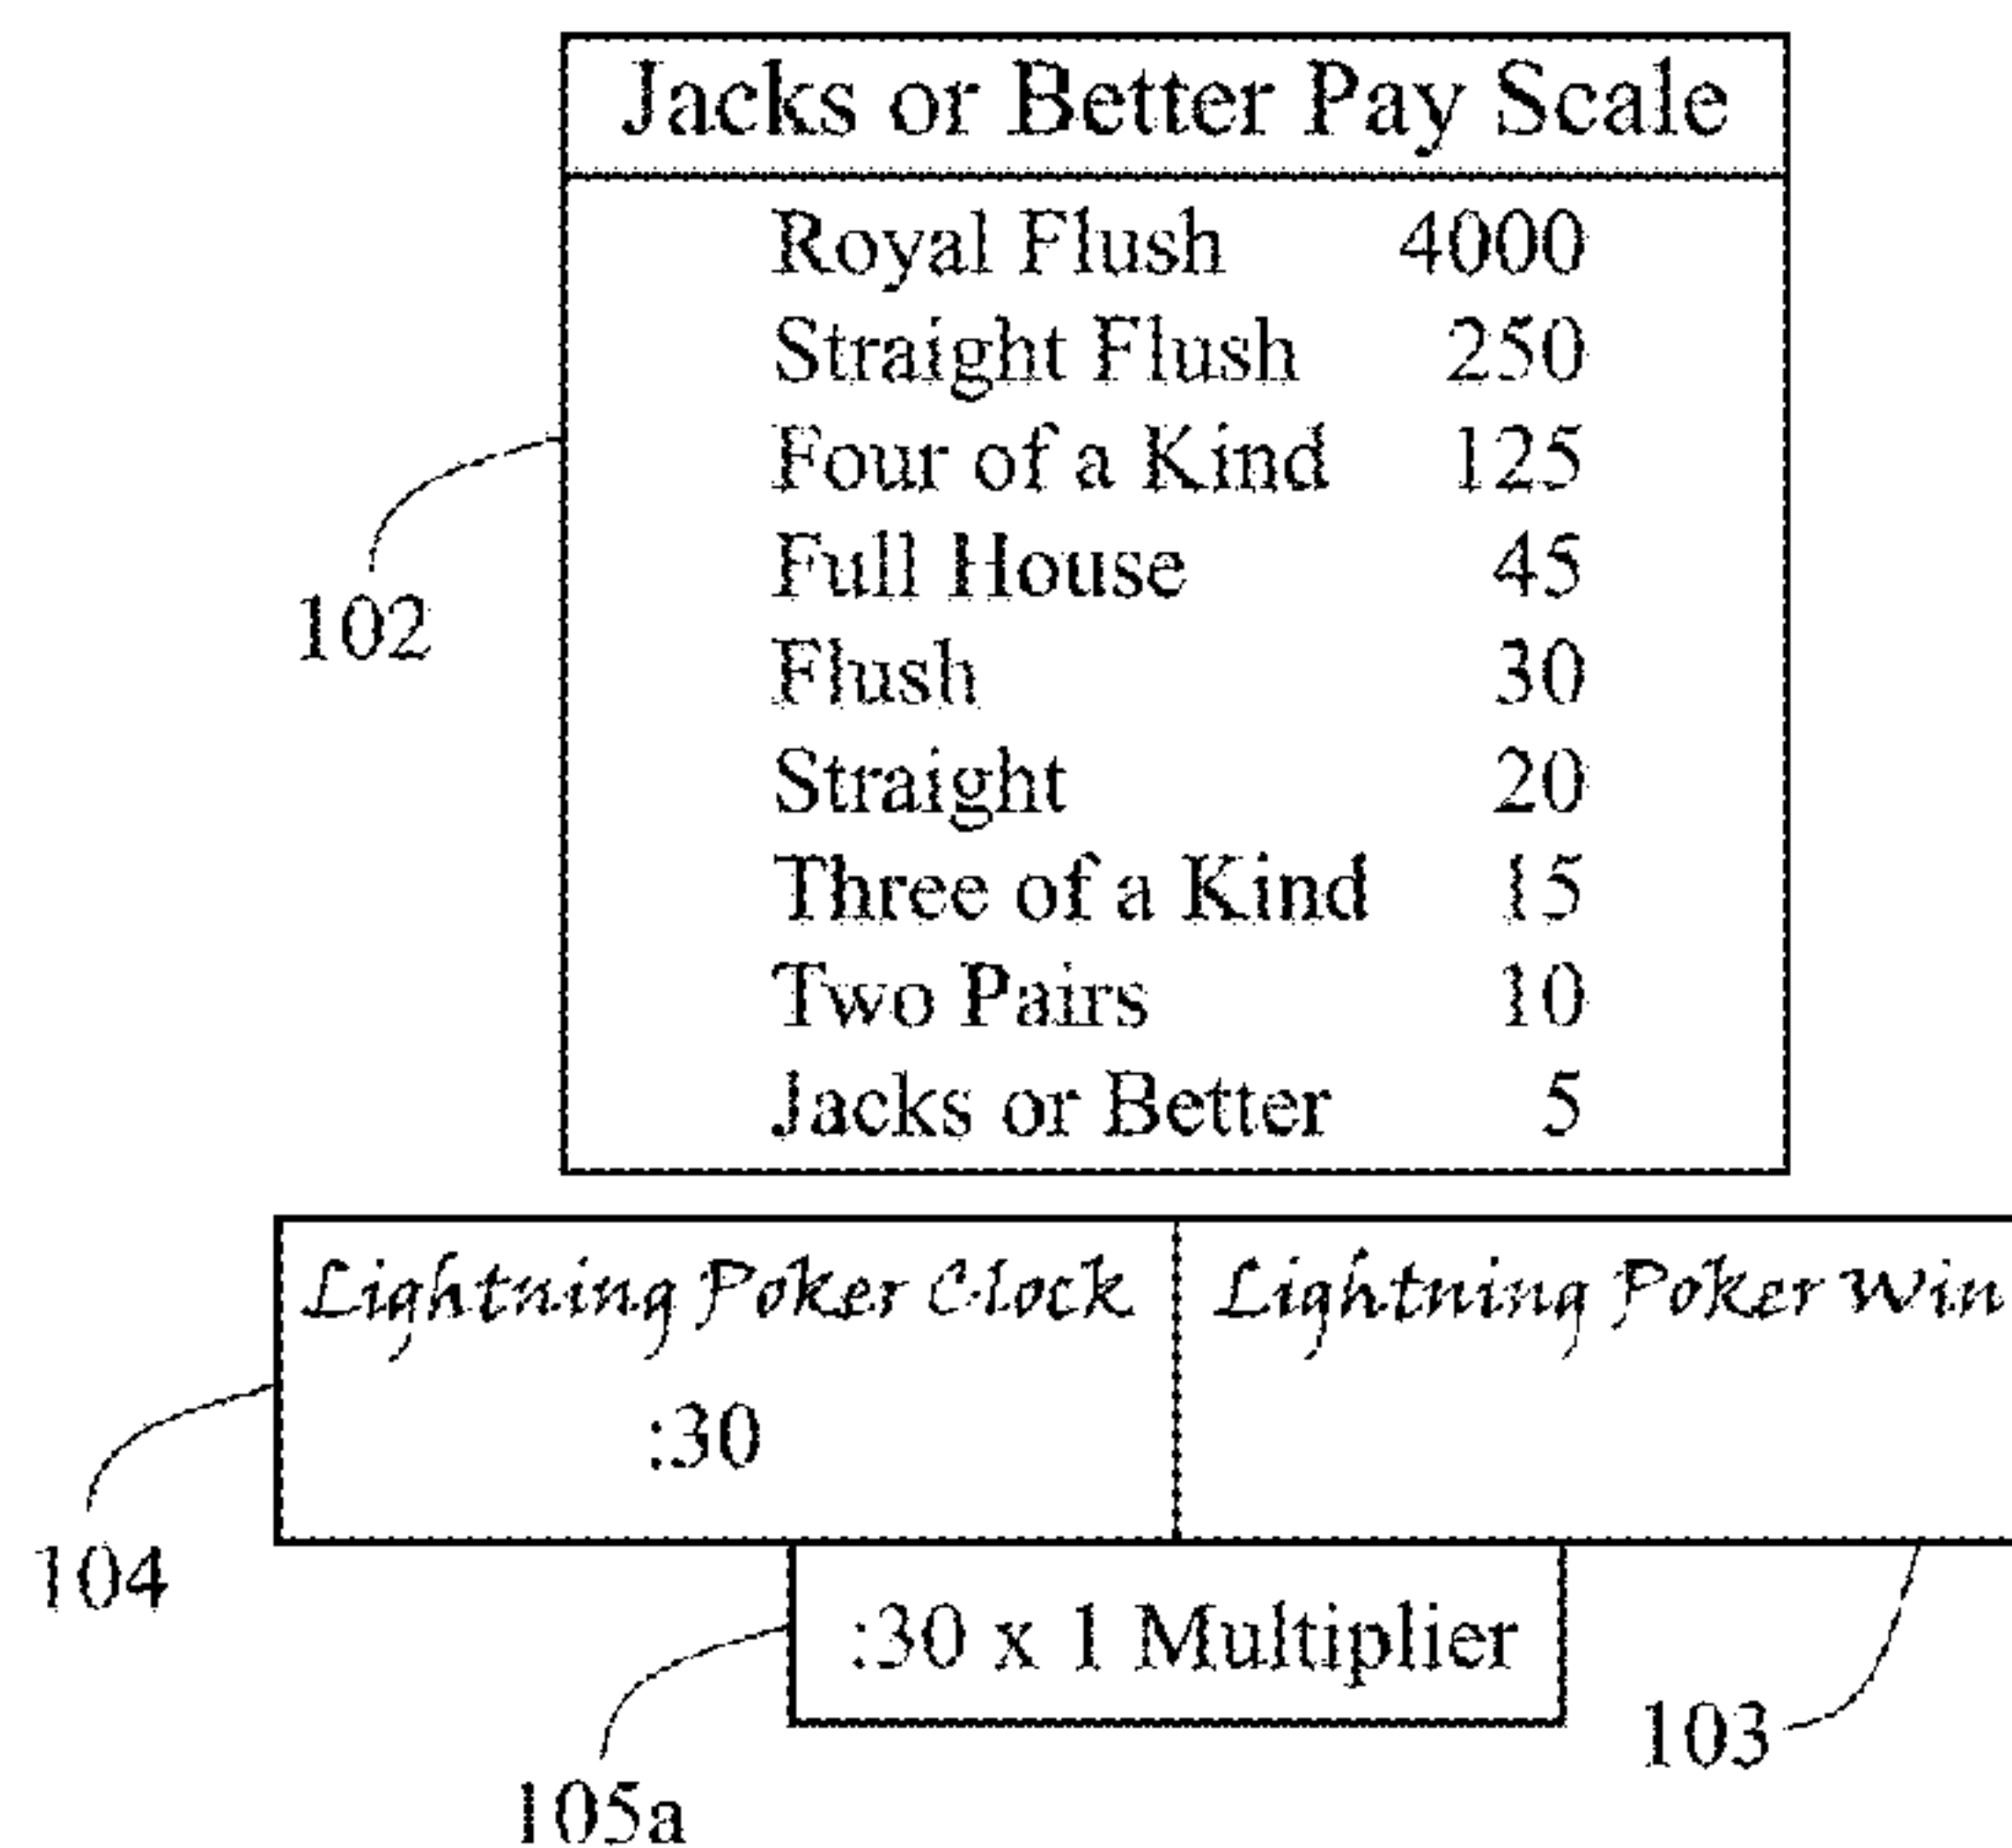 Jacks or Better Pay Scale
Royal Flush 4000
Straight Flush 250
Four of a Kind 125
Full House 45
Flush 30
Straight 20
Three of a Kind 15
Two Pairs 10
Jacks or Better 5
102
Lightning Poker Clock Lightning Poker Win
:30
104
:30 x 1 Multiplier
103
105a